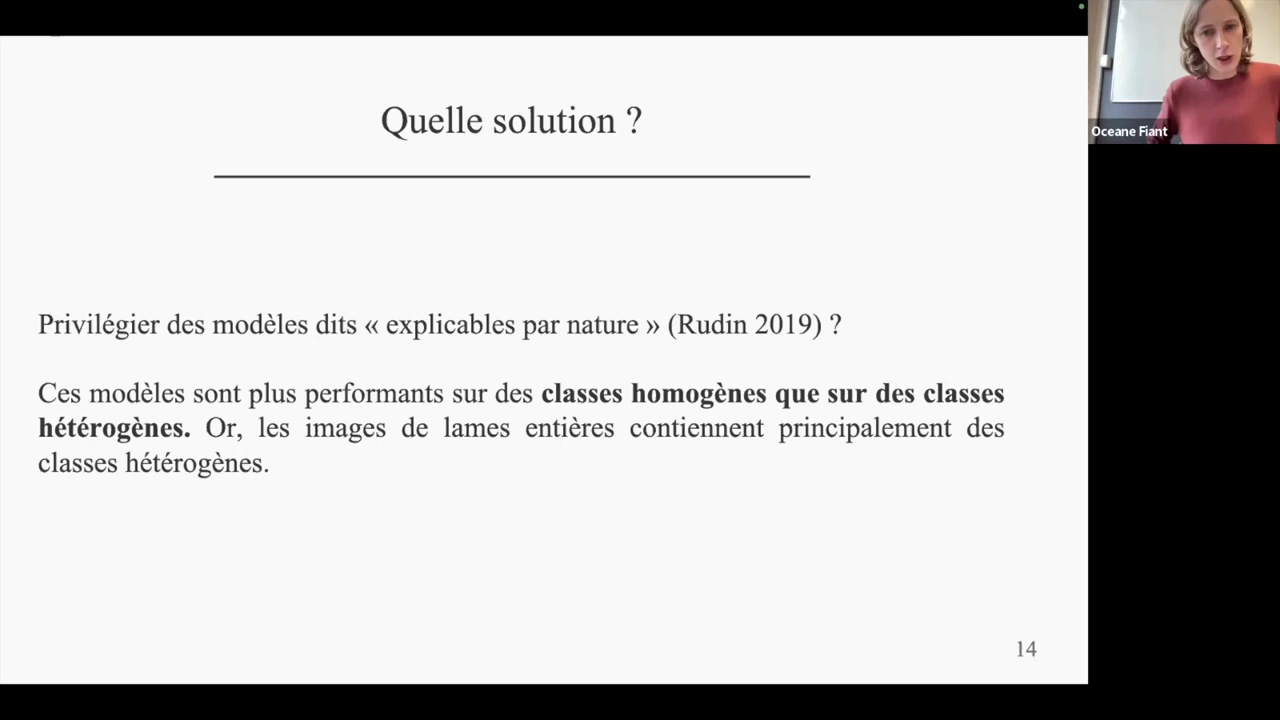 Quelle solution ?
Oceane Fiant
Privilégier des modèles dits « explicables par nature » (Rudin 2019) ?
Ces modèles sont plus performants sur des classes homogènes que sur des classes
hétérogènes. Or, les images de lames entières contiennent principalement des
classes hétérogènes.
14